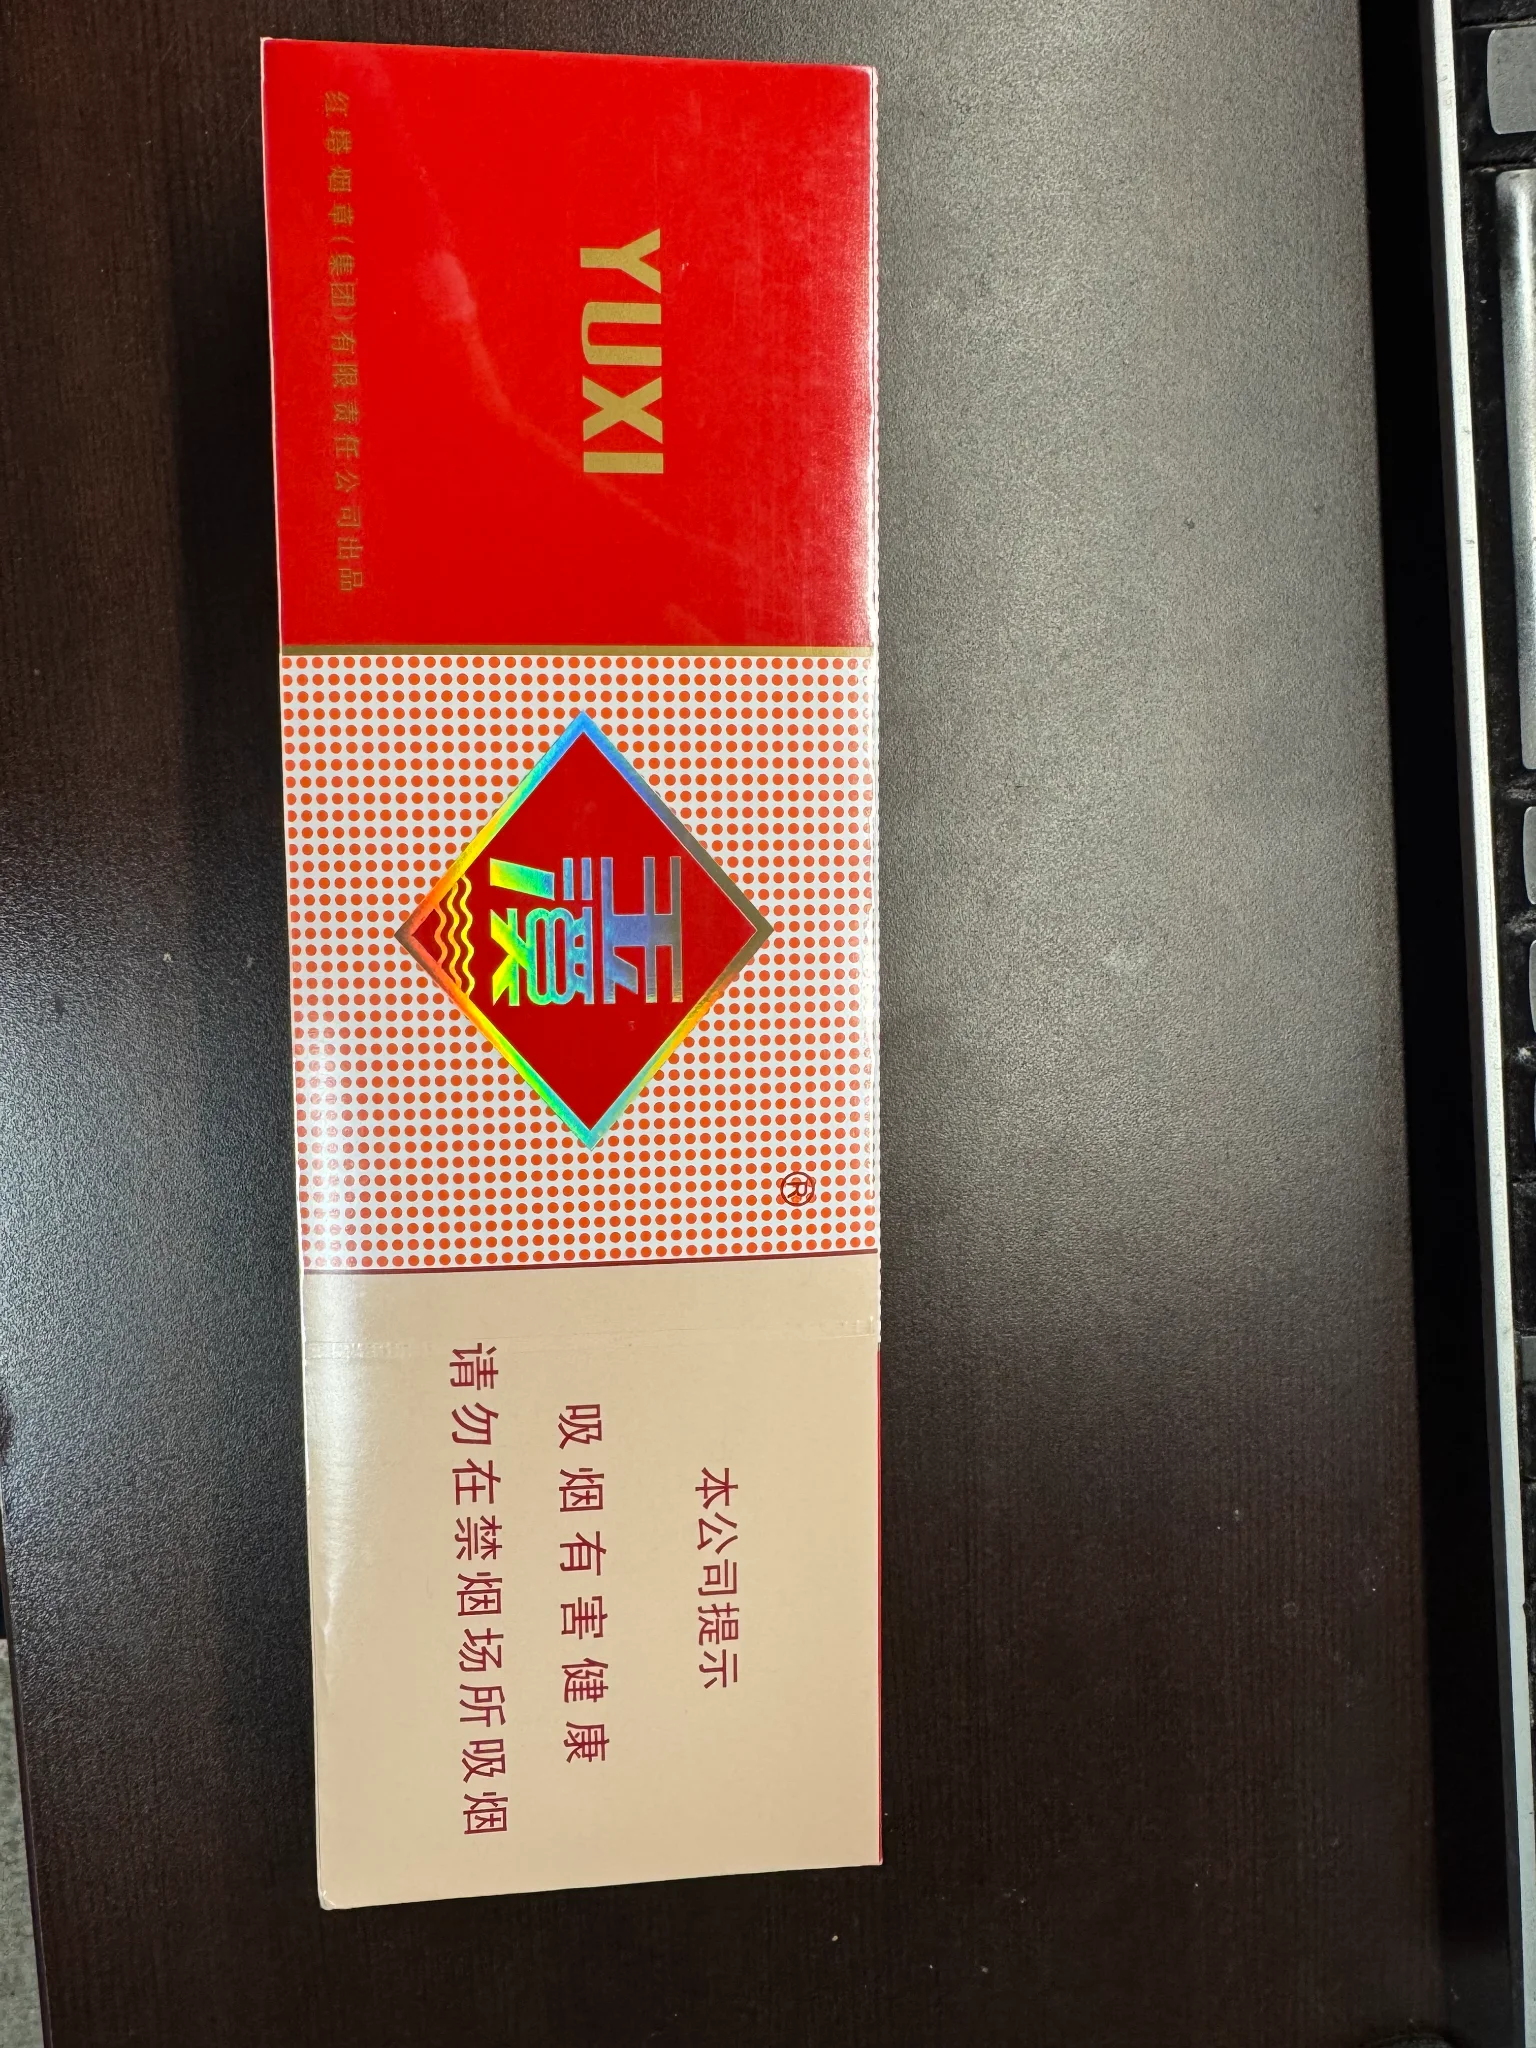 YUXI
红塔烟草(集团)有限责任公司出品
玉溪
®
本公司提示
吸烟有害健康
请勿在禁烟场所吸烟